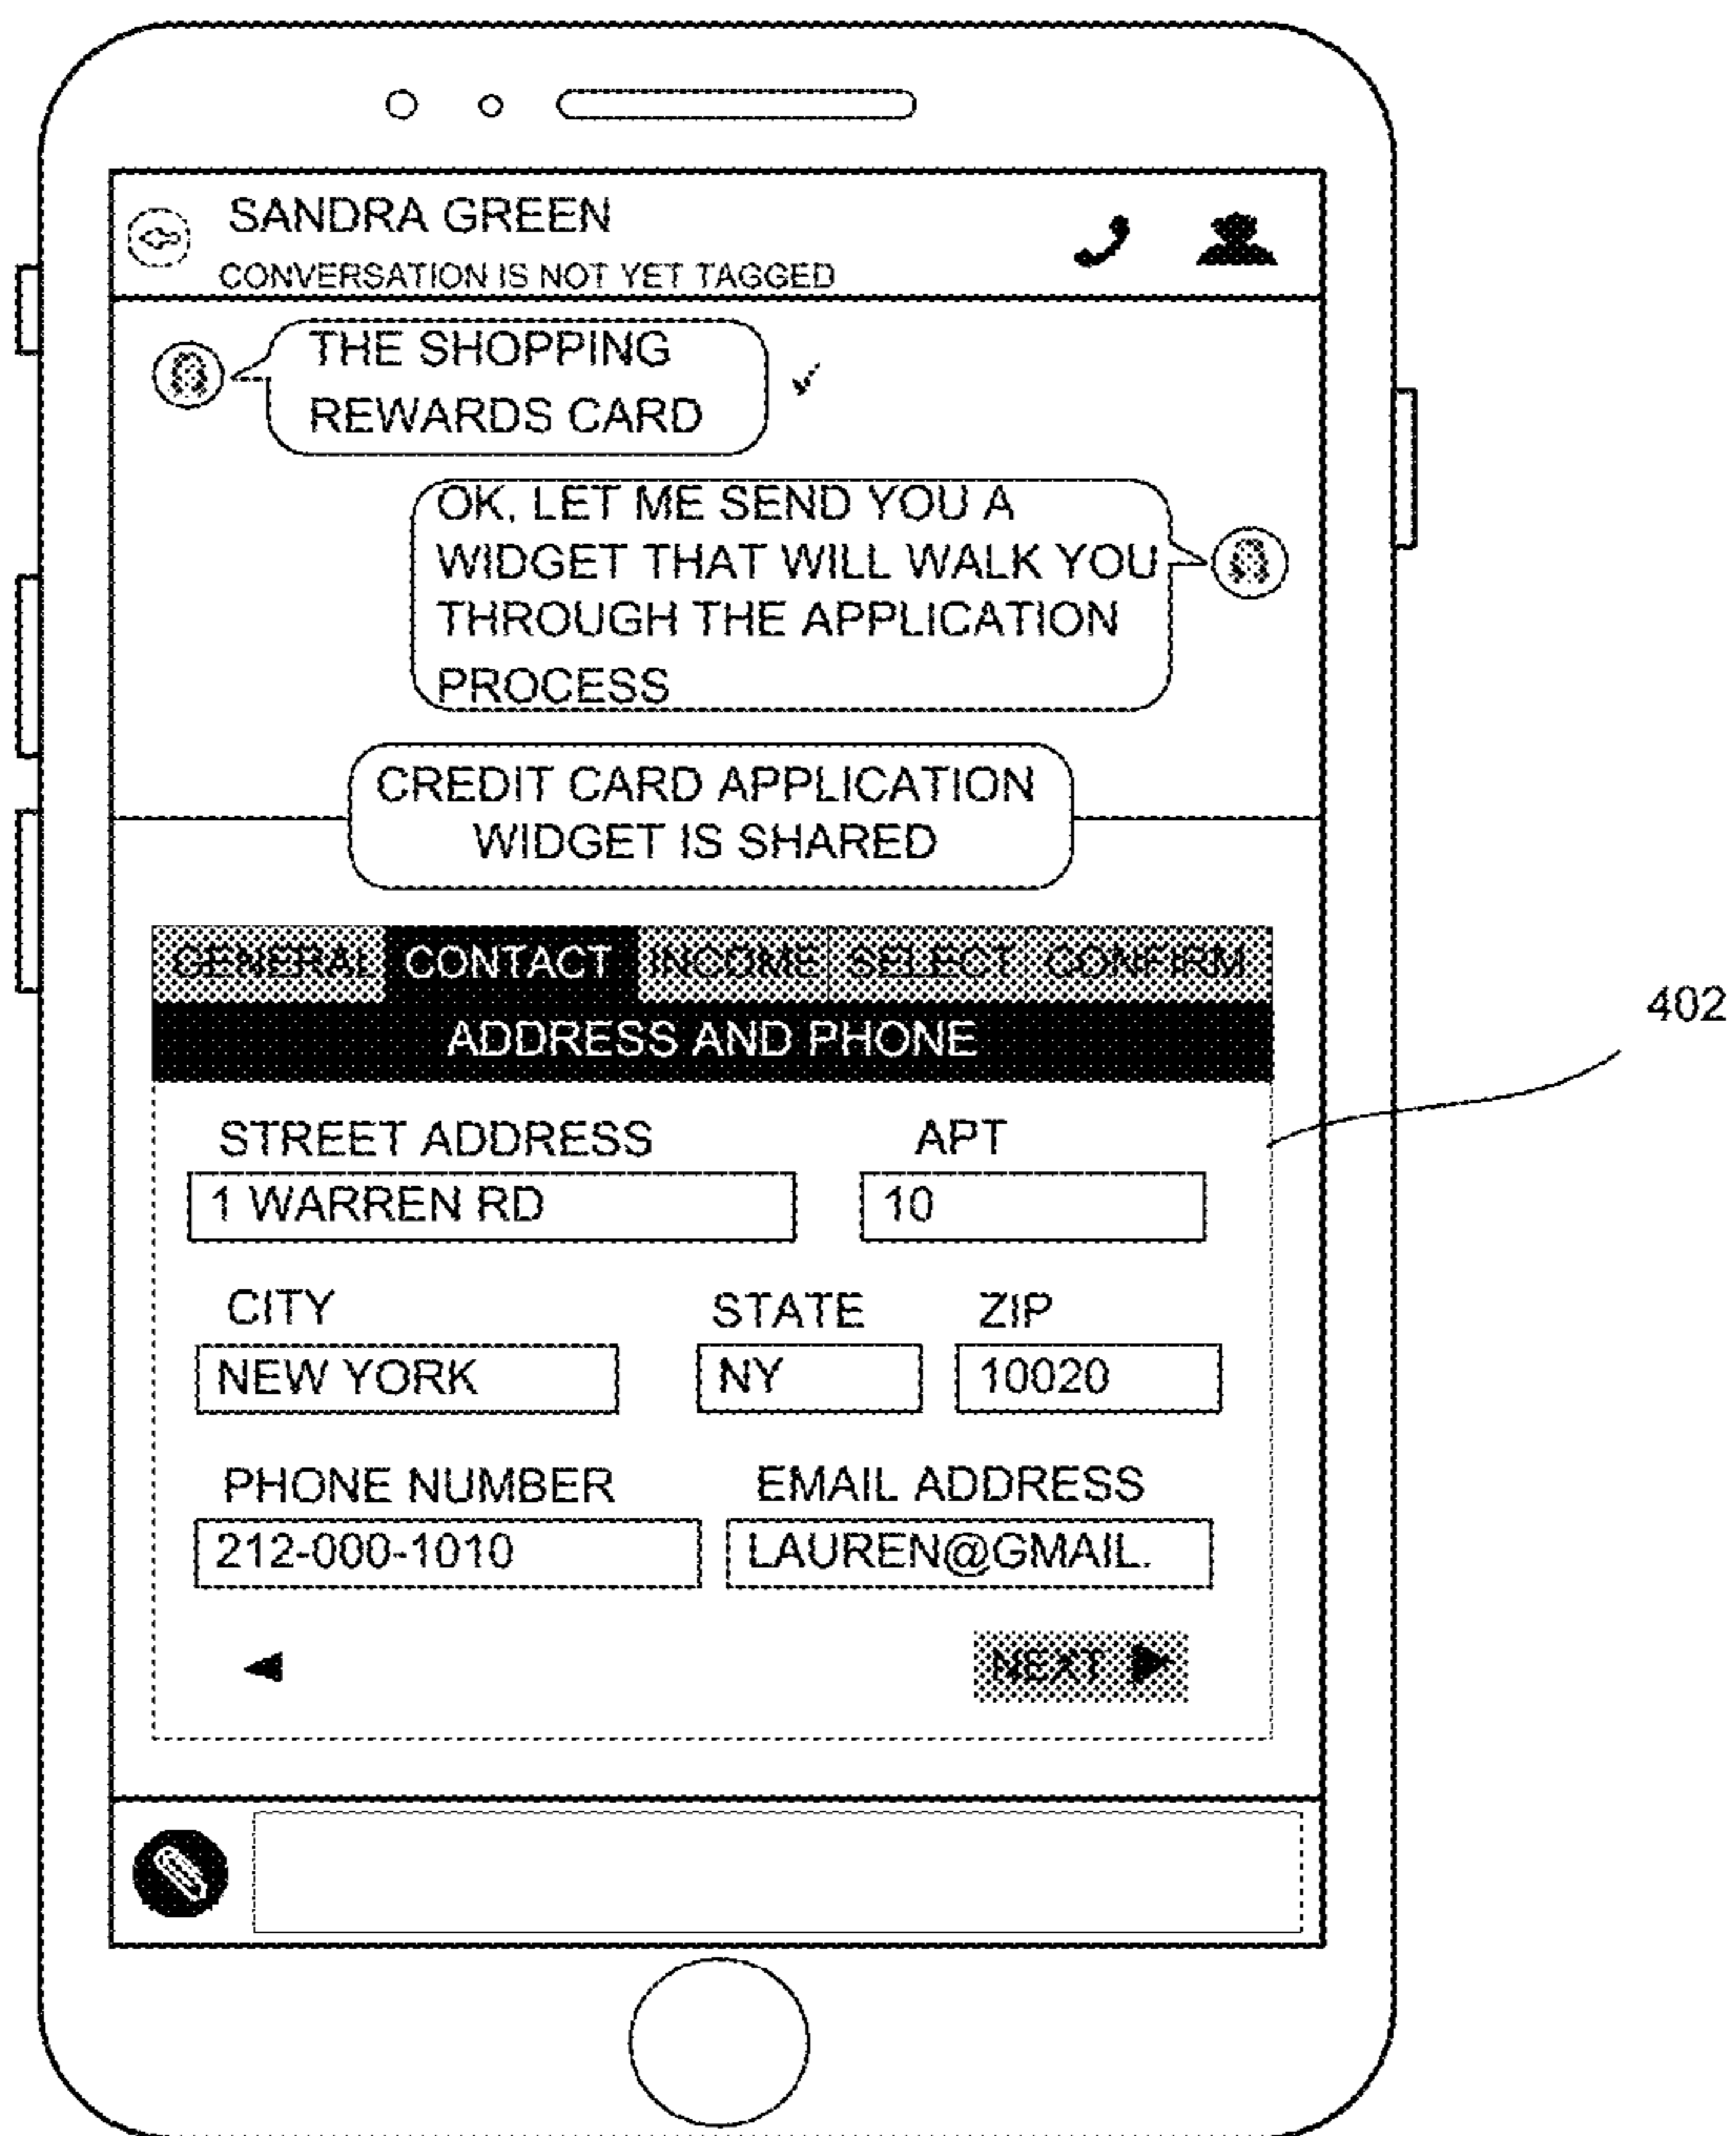 SANDRA GREEN
CONVERSATION IS NOT YET TAGGED
THE SHOPPING
REWARDS CARD
OK, LET ME SEND YOU A
WIDGET THAT WILL WALK YOU
THROUGH THE APPLICATION
PROCESS
CREDIT CARD APPLICATION
WIDGET IS SHARED
GENERAL CONTACT INCOME SELECT CONFIRM
402
ADDRESS AND PHONE
STREET ADDRESS APT
1 WARREN RD 10
CITY STATE ZIP
NEW YORK NY 10020
PHONE NUMBER EMAIL ADDRESS
212-000-1010 LAUREN@GMAIL.
NEXT